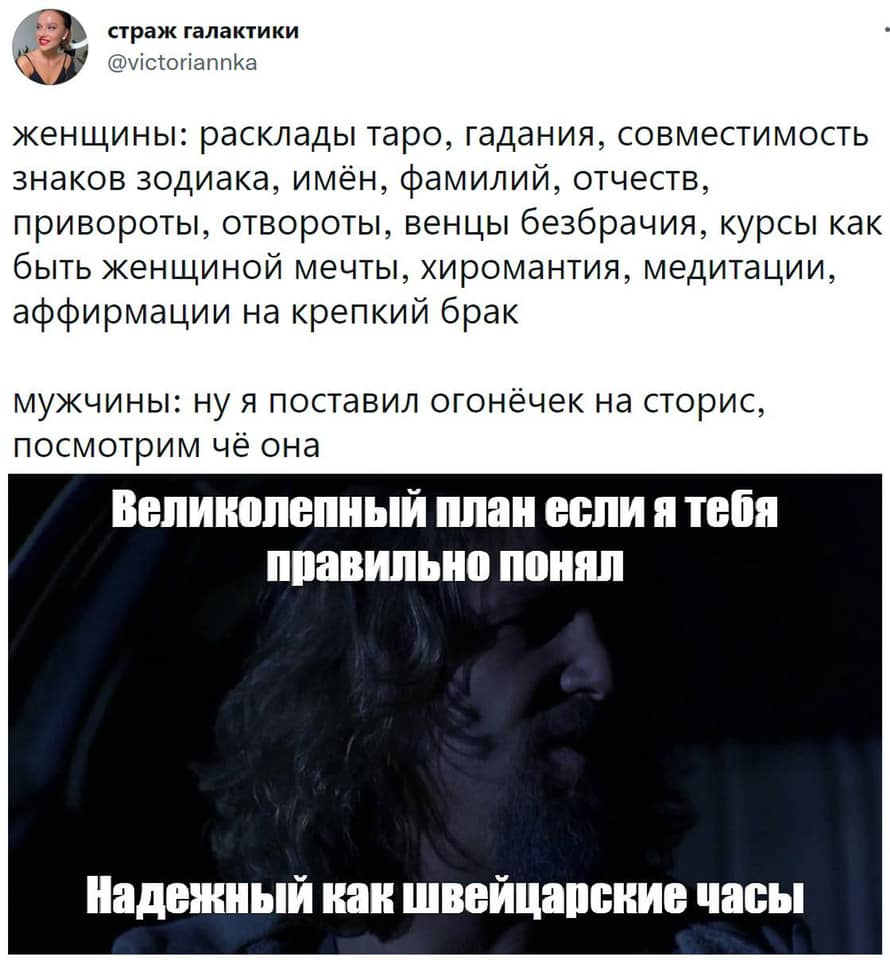 страж галактики
@victoriannka
женщины: расклады таро, гадания, совместимость
знаков зодиака, имён, фамилий, отчеств,
привороты, отвороты, венцы безбрачия, курсы как
быть женщиной мечты, хиромантия, медитации,
аффирмации на крепкий брак
мужчины: ну я поставил огонёчек на сторис,
посмотрим чё она
Великолепный план если я тебя
правильно понял
Надежный как швейцарские часы